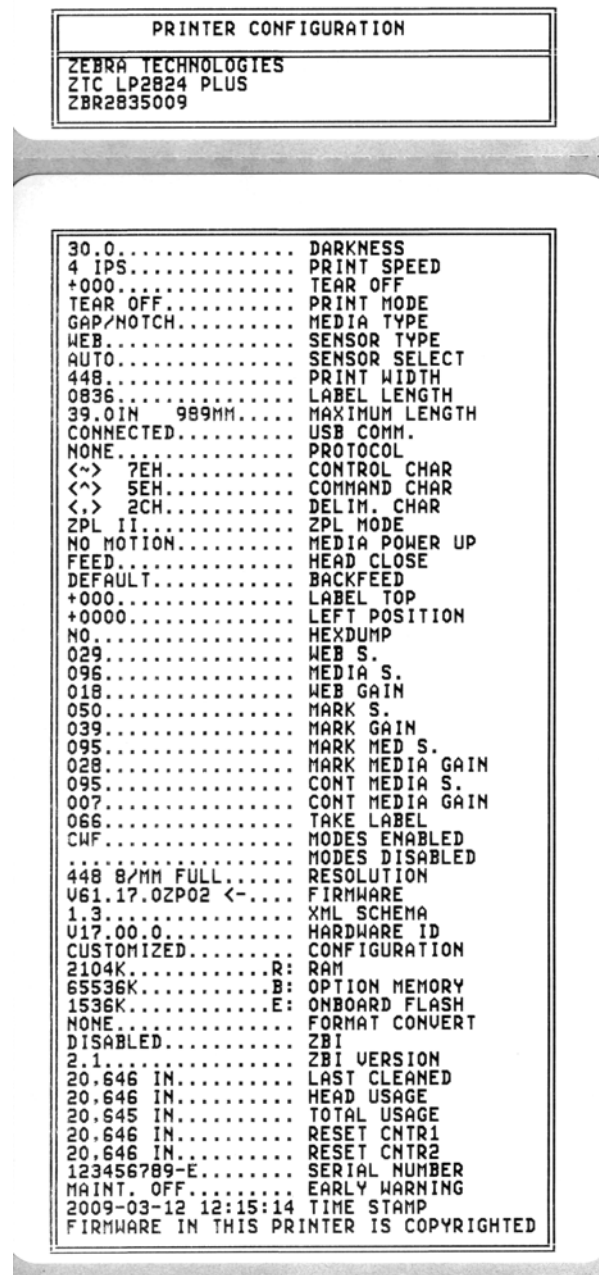 PRINTER CONFIGURATION
ZEBRA TECHNOLOGIES
ZTC LP2824 PLUS
ZBR2835009
30.0............... DARKNESS
4 IPS.............. PRINT SPEED
+000............... TEAR OFF
TEAR OFF........... PRINT MODE
GAP/NOTCH.......... MEDIA TYPE
WEB................ SENSOR TYPE
AUTO............... SENSOR SELECT
448................ PRINT WIDTH
0836............... LABEL LENGTH
39.0IN   989MM..... MAXIMUM LENGTH
CONNECTED.......... USB COMM.
NONE............... PROTOCOL
<~>  7EH........... CONTROL CHAR
<^>  5EH........... COMMAND CHAR
<,>  2CH........... DELIM. CHAR
ZPL II............. ZPL MODE
NO MOTION.......... MEDIA POWER UP
FEED............... HEAD CLOSE
DEFAULT............ BACKFEED
+000............... LABEL TOP
+0000.............. LEFT POSITION
NO................. HEXDUMP
029................ WEB S.
096................ MEDIA S.
018................ WEB GAIN
050................ MARK S.
039................ MARK GAIN
095................ MARK MED S.
028................ MARK MEDIA GAIN
095................ CONT MEDIA S.
007................ CONT MEDIA GAIN
066................ TAKE LABEL
CWF................ MODES ENABLED
................... MODES DISABLED
448 8/MM FULL...... RESOLUTION
V61.17.0ZP02 <-.... FIRMWARE
1.3................ XML SCHEMA
V17.00.0........... HARDWARE ID
CUSTOMIZED......... CONFIGURATION
2104K............R: RAM
65536K...........B: OPTION MEMORY
1536K............E: ONBOARD FLASH
NONE............... FORMAT CONVERT
DISABLED........... ZBI
2.1................ ZBI VERSION
20,646 IN.......... LAST CLEANED
20,646 IN.......... HEAD USAGE
20,645 IN.......... TOTAL USAGE
20,646 IN.......... RESET CNTR1
20,646 IN.......... RESET CNTR2
123456789-E........ SERIAL NUMBER
MAINT. OFF......... EARLY WARNING
2009-03-12 12:15:14 TIME STAMP
FIRMWARE IN THIS PRINTER IS COPYRIGHTED